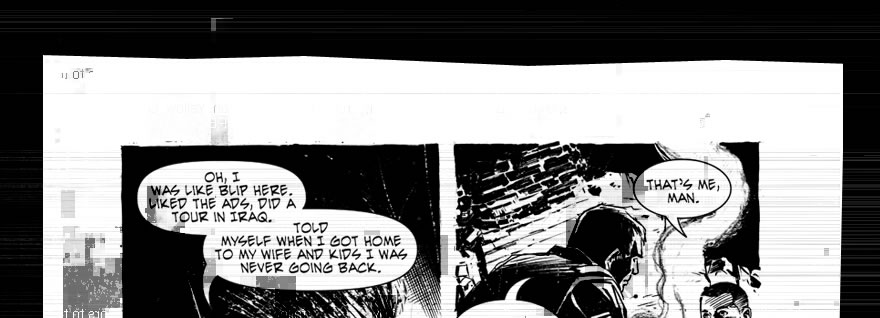 OH, I
WAS LIKE BLIP HERE.
LIKED THE ADS, DID A
TOUR IN IRAQ.
TOLD
MYSELF WHEN I GOT HOME
TO MY WIFE AND KIDS I WAS
NEVER GOING BACK.
THAT'S ME,
MAN.